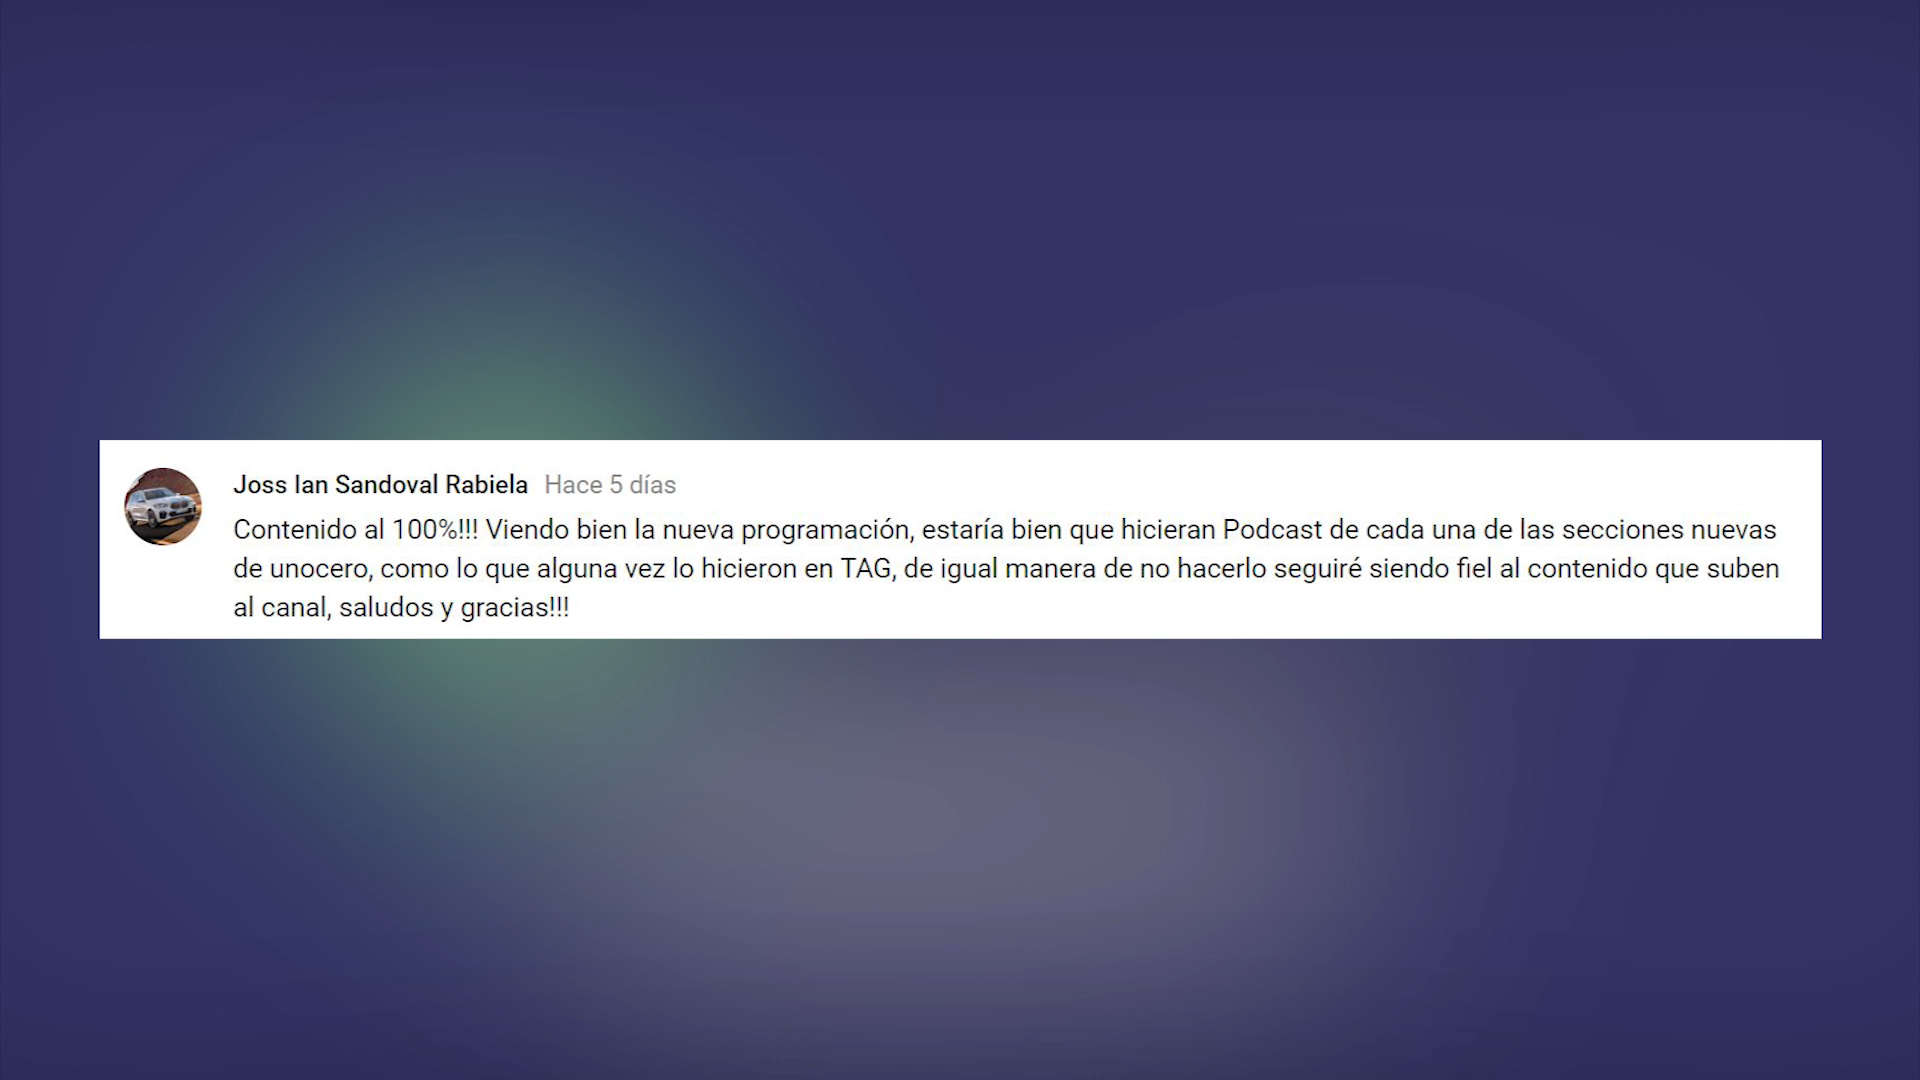 Joss Ian Sandoval Rabiela Hace 5 días
Contenido al 100%!!! Viendo bien la nueva programación, estaría bien que hicieran Podcast de cada una de las secciones nuevas
de unocero, como lo que alguna vez lo hicieron en TAG, de igual manera de no hacerlo seguiré siendo fiel al contenido que suben
al canal, saludos y gracias!!!